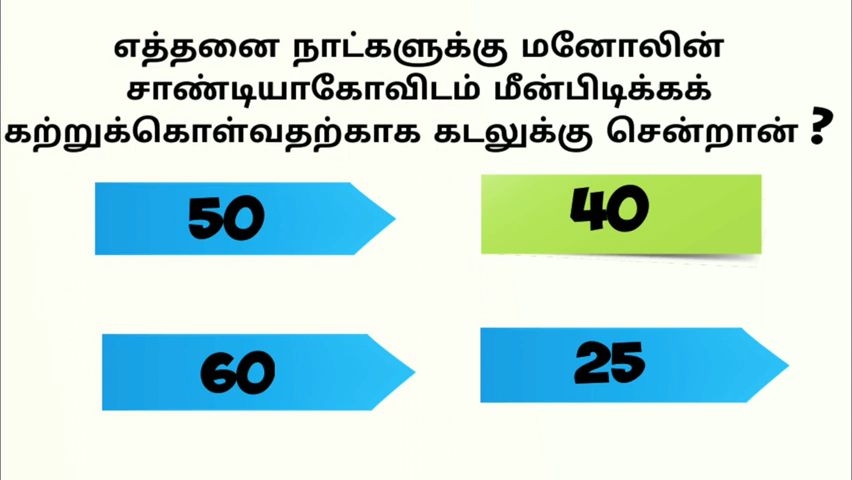 எத்தனை நாட்களுக்கு மனோலின்
சாண்டியாகோவிடம் மீன்பிடிக்கக்
கற்றுக்கொள்வதற்காக கடலுக்கு சென்றான் ?
50
40
60
25